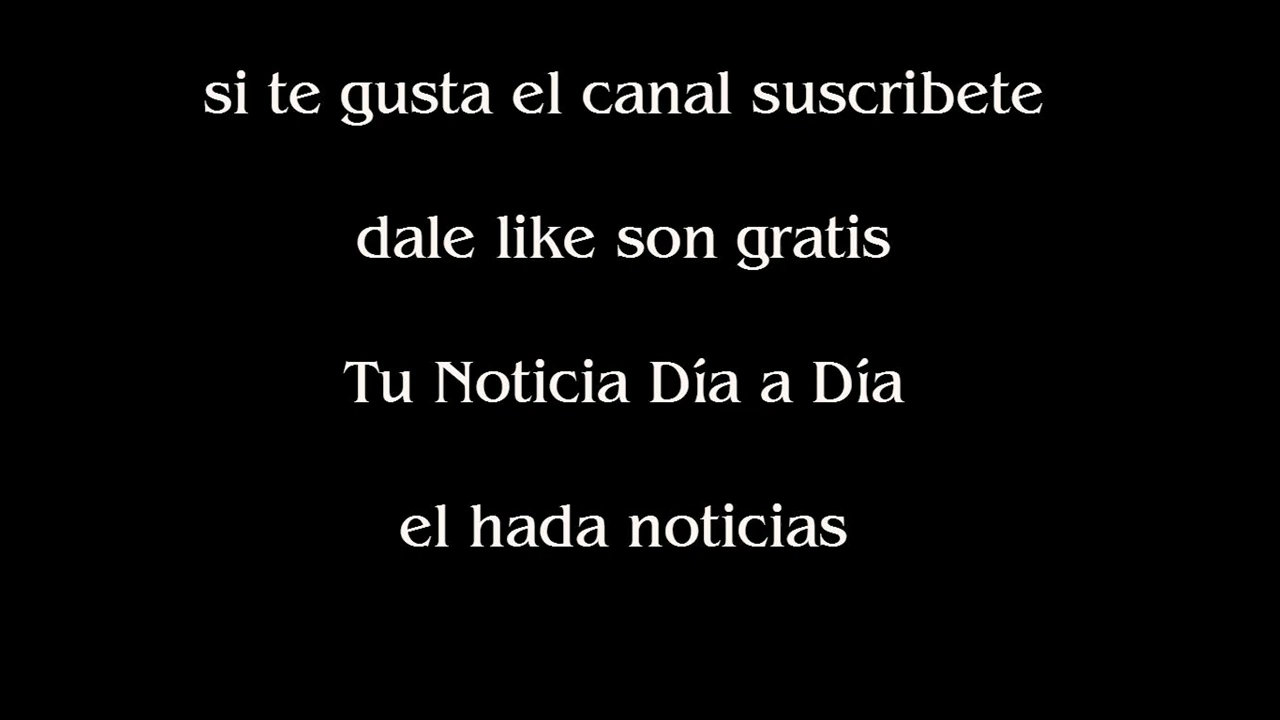 si te gusta el canal suscribete
dale like son gratis
Tu Noticia Día a Día
el hada noticias